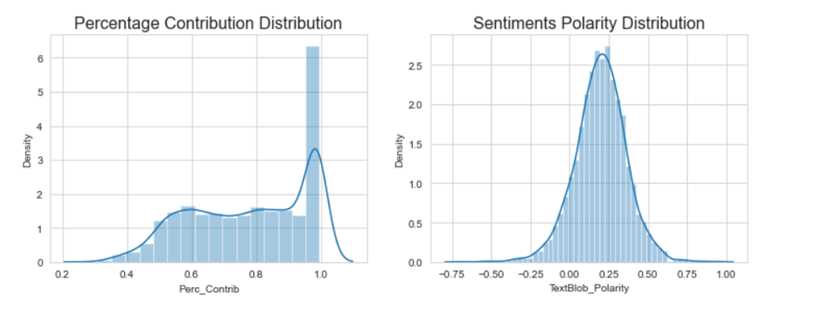 Percentage Contribution Distribution
Density
6
5
4
3
2
1
0
0.2 0.4 0.6 0.8 1.0
Perc_Contrib
Sentiments Polarity Distribution
Density
2.5
2.0
1.5
1.0
0.5
0.0
−0.75 −0.50 −0.25 0.00 0.25 0.50 0.75 1.00
TextBlob_Polarity